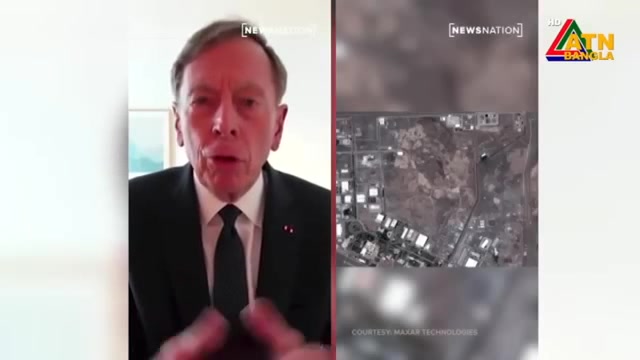 [NEWSNATION
[NEWSNATION
HD
ATN
BANGLA
COURTESY: MAXAR TECHNOLOGIES